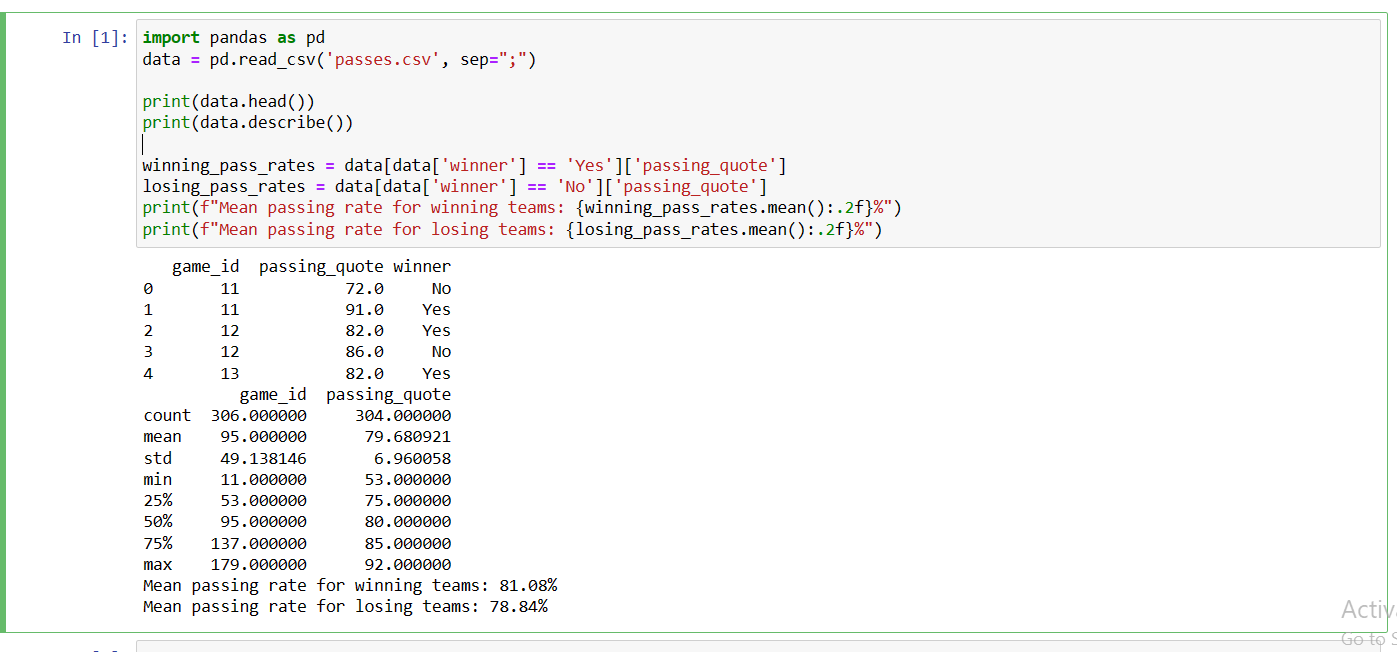 In [1]: import pandas as pd
data = pd.read_csv('passes.csv', sep=";")
print(data.head())
print(data.describe())
winning_pass_rates = data[data['winner'] == 'Yes']['passing_quote']
losing_pass_rates = data[data['winner'] == 'No']['passing_quote']
print(f"Mean passing rate for winning teams: {winning_pass_rates.mean():.2f}%")
print(f"Mean passing rate for losing teams: {losing_pass_rates.mean():.2f}%")
game_id passing_quote winner
0 11 72.0 No
1 11 91.0 Yes
2 12 82.0 Yes
3 12 86.0 No
4 13 82.0 Yes
game_id passing_quote
count 306.000000 304.000000
mean 95.000000 79.680921
std 49.138146 6.960058
min 11.000000 53.000000
25% 53.000000 75.000000
50% 95.000000 80.000000
75% 137.000000 85.000000
max 179.000000 92.000000
Mean passing rate for winning teams: 81.08%
Mean passing rate for losing teams: 78.84%
Activ
Go to S